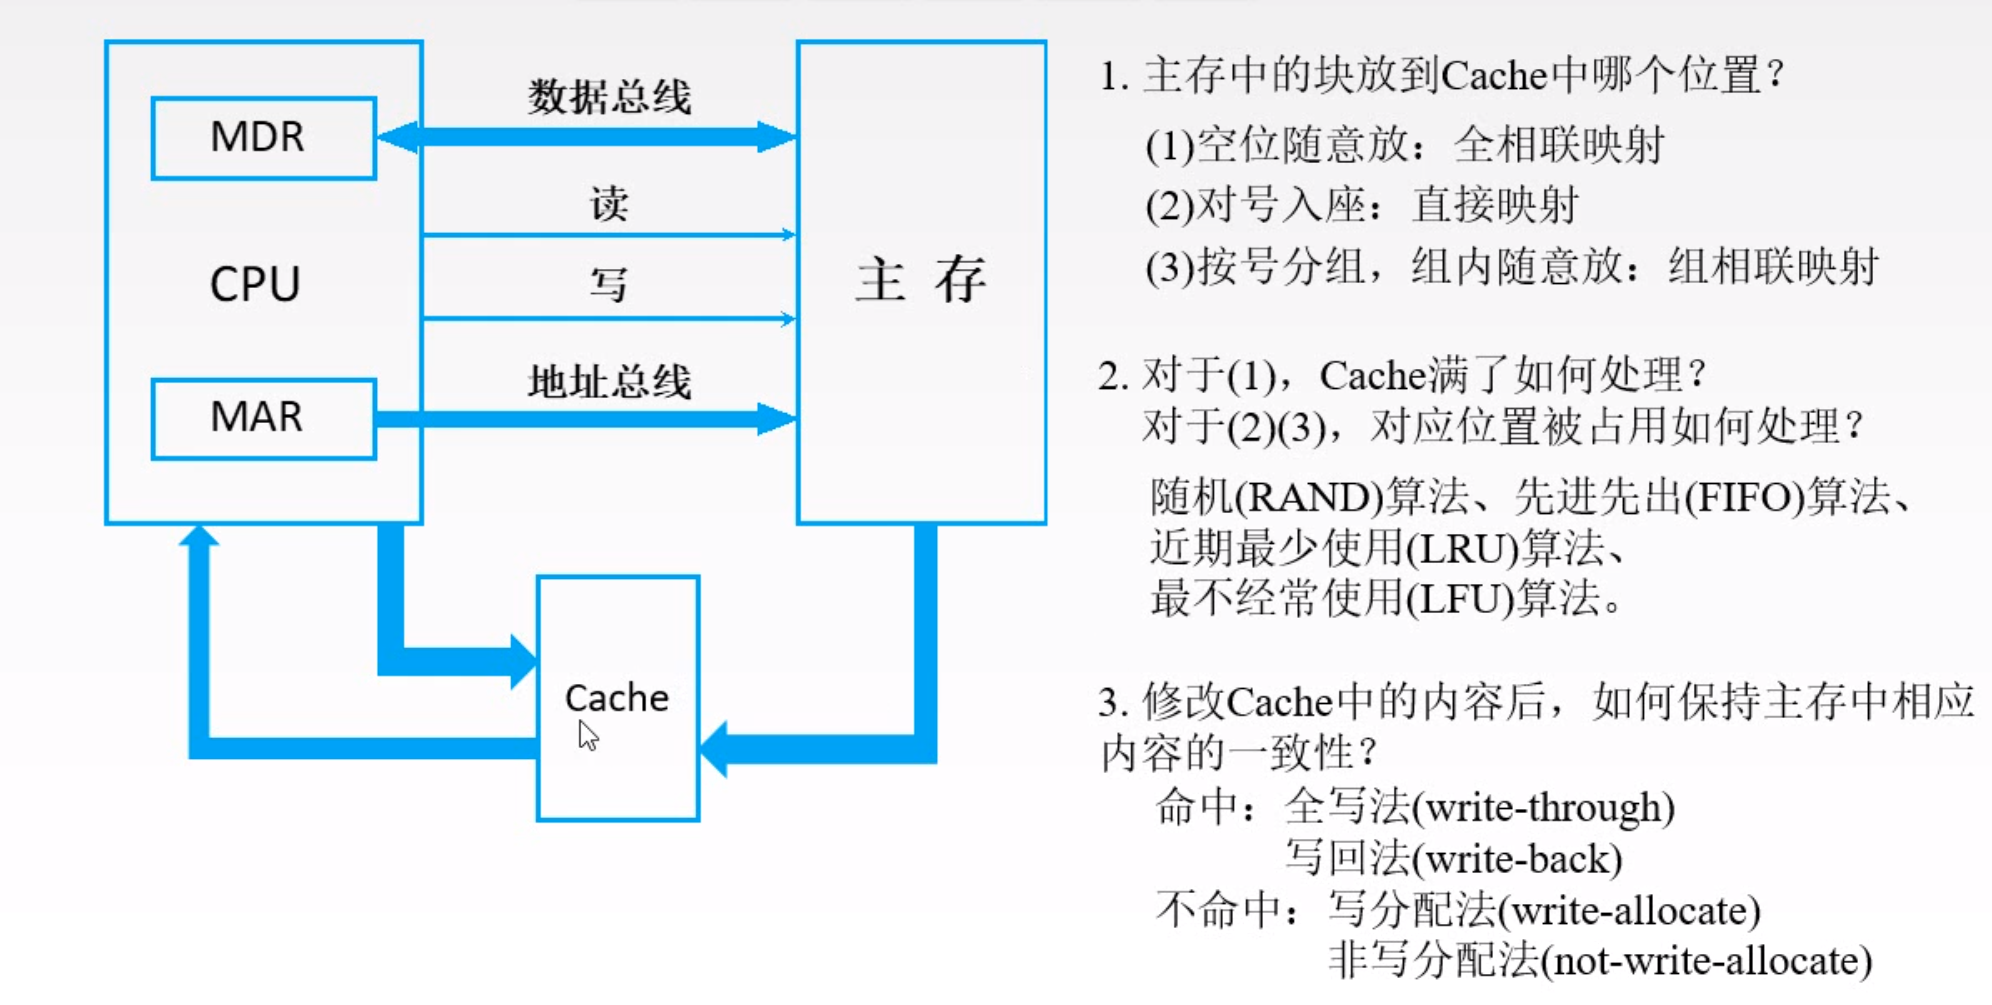 MDR
CPU
MAR
数据总线
读
写
地址总线
主 存
Cache
1. 主存中的块放到Cache中哪个位置？
(1)空位随意放：全相联映射
(2)对号入座：直接映射
(3)按号分组，组内随意放：组相联映射
2. 对于(1)，Cache满了如何处理？
对于(2)(3)，对应位置被占用如何处理？
随机(RAND)算法、先进先出(FIFO)算法、
近期最少使用(LRU)算法、
最不经常使用(LFU)算法。
3. 修改Cache中的内容后，如何保持主存中相应
内容的一致性？
命中：全写法(write-through)
写回法(write-back)
不命中：写分配法(write-allocate)
非写分配法(not-write-allocate)